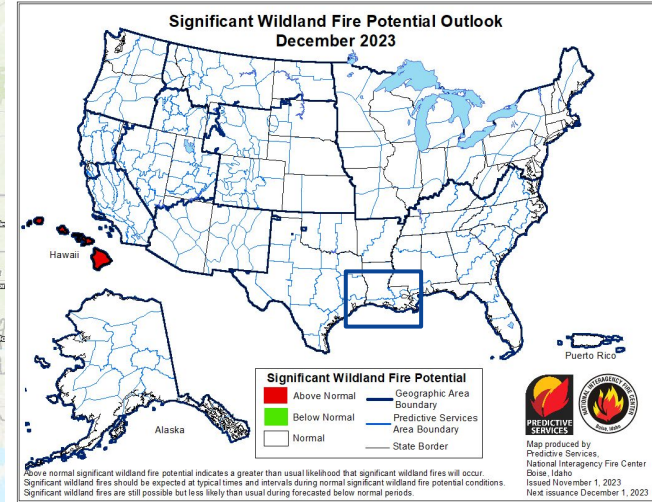 Significant Wildland Fire Potential Outlook
December 2023
Hawaii
Alaska
Puerto Rico
Significant Wildland Fire Potential
Above Normal
Below Normal
Normal
Geographic Area
Boundary
Predictive Services
Area Boundary
State Border
PREDICTIVE
SERVICES
NATIONAL INTERAGENCY FIRE CENTER
Boise, Idaho
Map produced by
Predictive Services,
National Interagency Fire Center
Boise, Idaho
Issued November 1, 2023
Next issuance December 1, 2023
Above normal significant wildland fire potential indicates a greater than usual likelihood that significant wildland fires will occur.
Significant wildland fires should be expected at typical times and intervals during normal significant wildland fire potential conditions.
Significant wildland fires are still possible but less likely than usual during forecasted below normal periods.